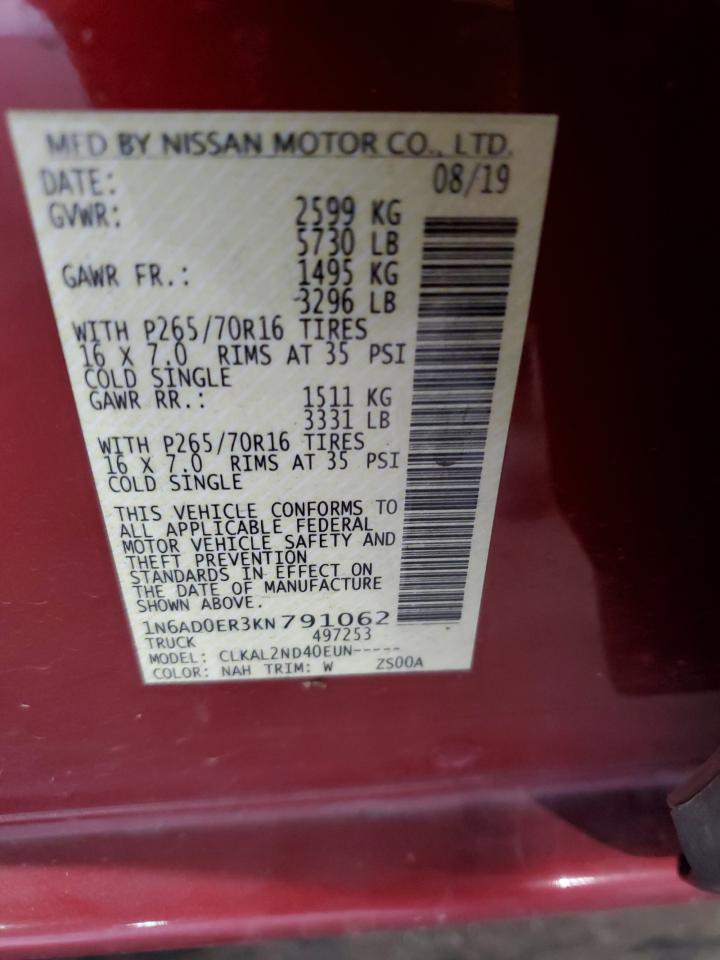 MFD BY NISSAN MOTOR CO., LTD.
DATE: 08/19
GVWR: 2599 KG
5730 LB
GAWR FR.: 1495 KG
3296 LB
WITH P265/70R16 TIRES
16 X 7.0 RIMS AT 35 PSI
COLD SINGLE
GAWR RR.: 1511 KG
3331 LB
WITH P265/70R16 TIRES
16 X 7.0 RIMS AT 35 PSI
COLD SINGLE
THIS VEHICLE CONFORMS TO
ALL APPLICABLE FEDERAL
MOTOR VEHICLE SAFETY AND
THEFT PREVENTION
STANDARDS IN EFFECT ON
THE DATE OF MANUFACTURE
SHOWN ABOVE.
1N6AD0ER3KN791062
TRUCK 497253
MODEL: CLKAL2ND40EUN-----
COLOR: NAH TRIM: W ZS00A